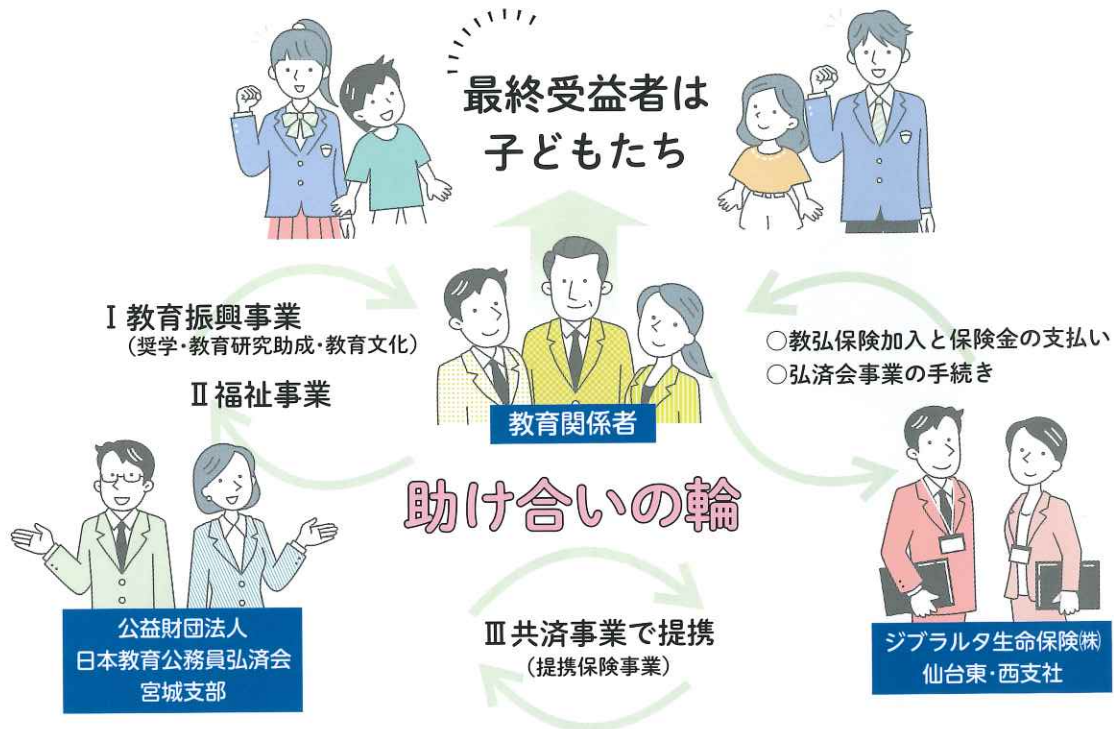 最終受益者は
子どもたち
Ⅰ 教育振興事業
(奨学・教育研究助成・教育文化)
Ⅱ 福祉事業
○教弘保険加入と保険金の支払い
○弘済会事業の手続き
教育関係者
助け合いの輪
公益財団法人
日本教育公務員弘済会
宮城支部
Ⅲ 共済事業で提携
(提携保険事業)
ジブラルタ生命保険㈱
仙台東・西支社